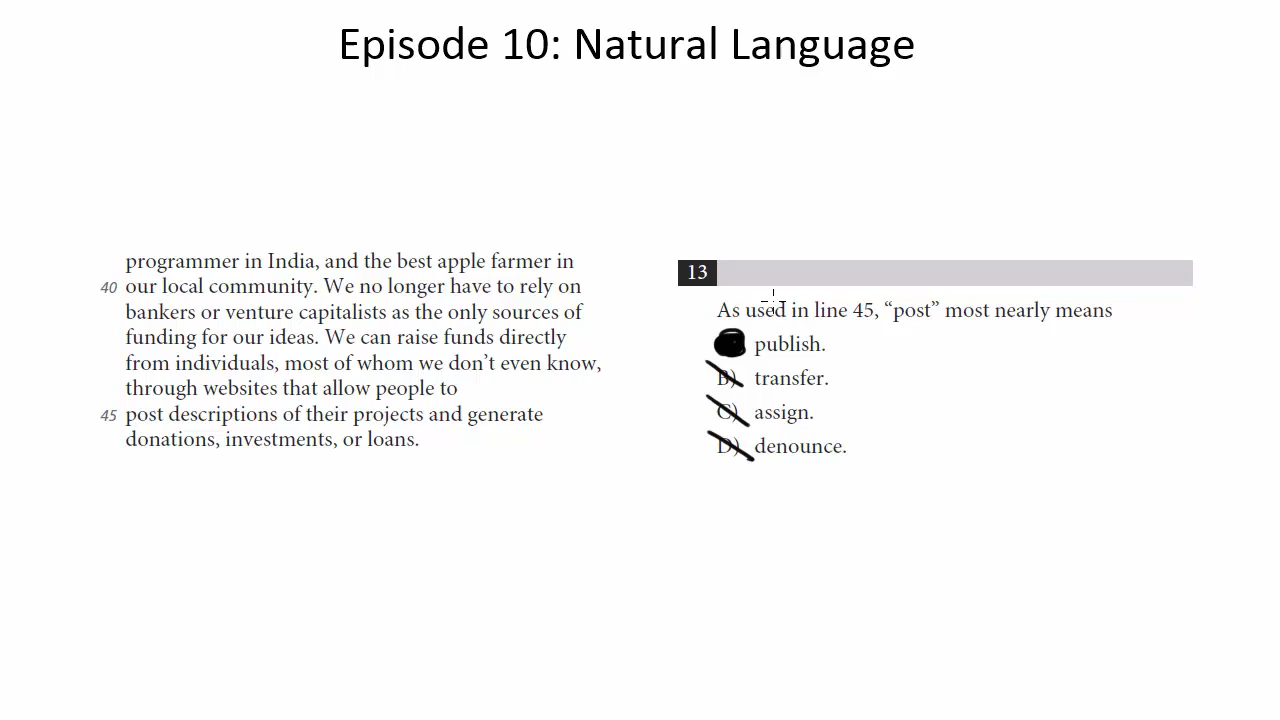 Episode 10: Natural Language
programmer in India, and the best apple farmer in
40 our local community. We no longer have to rely on
bankers or venture capitalists as the only sources of
funding for our ideas. We can raise funds directly
from individuals, most of whom we don’t even know,
through websites that allow people to
45 post descriptions of their projects and generate
donations, investments, or loans.
13
As used in line 45, “post” most nearly means
publish.
B) transfer.
C) assign.
D) denounce.